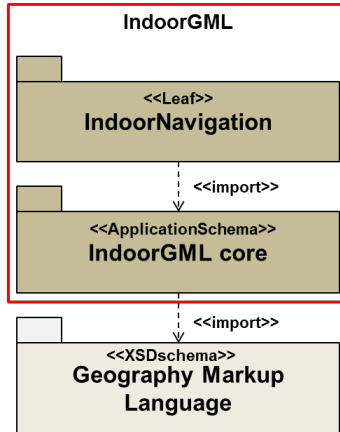 IndoorGML
<<Leaf>>
IndoorNavigation
<<import>>
<<ApplicationSchema>>
IndoorGML core
<<import>>
<<XSDschema>>
Geography Markup
Language